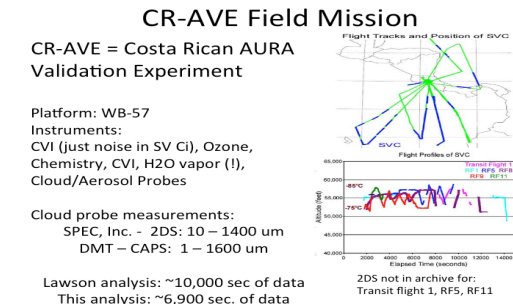 CR-AVE Field Mission
CR-AVE = Costa Rican AURA
Validation Experiment
Platform: WB-57
Instruments:
CVI (just noise in SV Ci), Ozone,
Chemistry, CVI, H2O vapor (!),
Cloud/Aerosol Probes
Cloud probe measurements:
SPEC, Inc. - 2DS: 10 – 1400 um
DMT – CAPS: 1 – 1600 um
Lawson analysis: ~10,000 sec of data
This analysis: ~6,900 sec. of data
Flight Tracks and Position of SVC
SVC
Flight Profiles of SVC
Transit Flight 1
RF1 RF5 RF8
RF9 RF11
65,000
60,000
55,000
50,000
45,000
40,000
-85°C
-75°C
Altitude (feet)
0 2000 4000 6000 8000 10000 12000 14000
Elapsed Time (seconds)
2DS not in archive for:
Transit flight 1, RF5, RF11